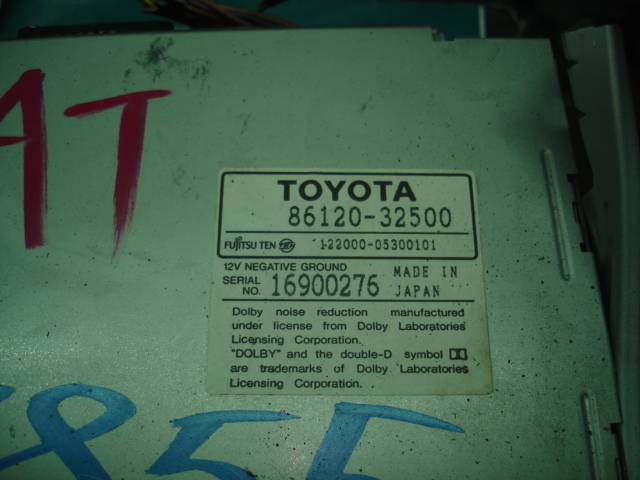 AT
TOYOTA
86120-32500
FUJITSU TEN TEN 122000-05300101
12V NEGATIVE GROUND
SERIAL NO. 16900276
MADE IN JAPAN
Dolby noise reduction manufactured
under license from Dolby Laboratories
Licensing Corporation.
"DOLBY" and the double-D symbol
are trademarks of Dolby Laboratories
Licensing Corporation.